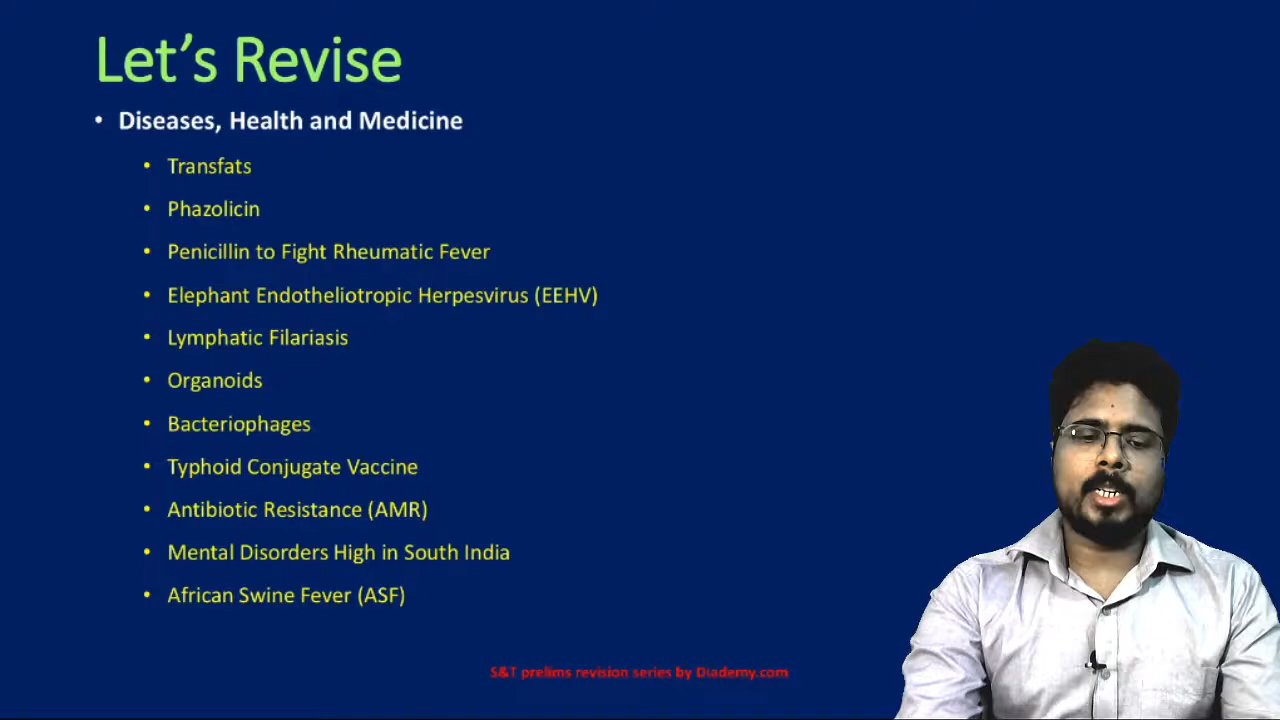 Let's Revise
• Diseases, Health and Medicine
• Transfats
• Phazolicin
• Penicillin to Fight Rheumatic Fever
• Elephant Endotheliotropic Herpesvirus (EEHV)
• Lymphatic Filariasis
• Organoids
• Bacteriophages
• Typhoid Conjugate Vaccine
• Antibiotic Resistance (AMR)
• Mental Disorders High in South India
• African Swine Fever (ASF)
S&T prelims revision series by Diademy.com